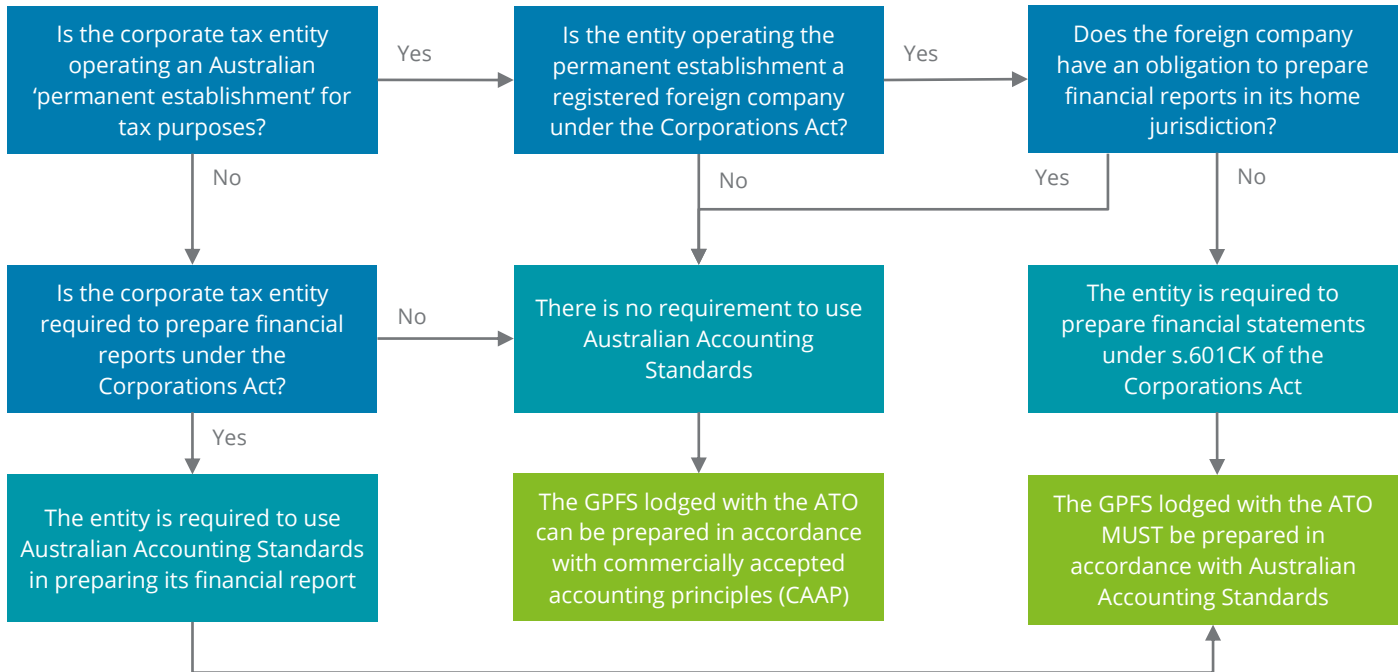 Is the corporate tax entity
operating an Australian
‘permanent establishment’ for
tax purposes?
Yes
Is the entity operating the
permanent establishment a
registered foreign company
under the Corporations Act?
Yes
Does the foreign company
have an obligation to prepare
financial reports in its home
jurisdiction?
No
No
Yes
No
Is the corporate tax entity
required to prepare financial
reports under the
Corporations Act?
No
There is no requirement to use
Australian Accounting
Standards
The entity is required to
prepare financial statements
under s.601CK of the
Corporations Act
Yes
The entity is required to use
Australian Accounting Standards
in preparing its financial report
The GPFS lodged with the ATO
can be prepared in accordance
with commercially accepted
accounting principles (CAAP)
The GPFS lodged with the ATO
MUST be prepared in
accordance with Australian
Accounting Standards